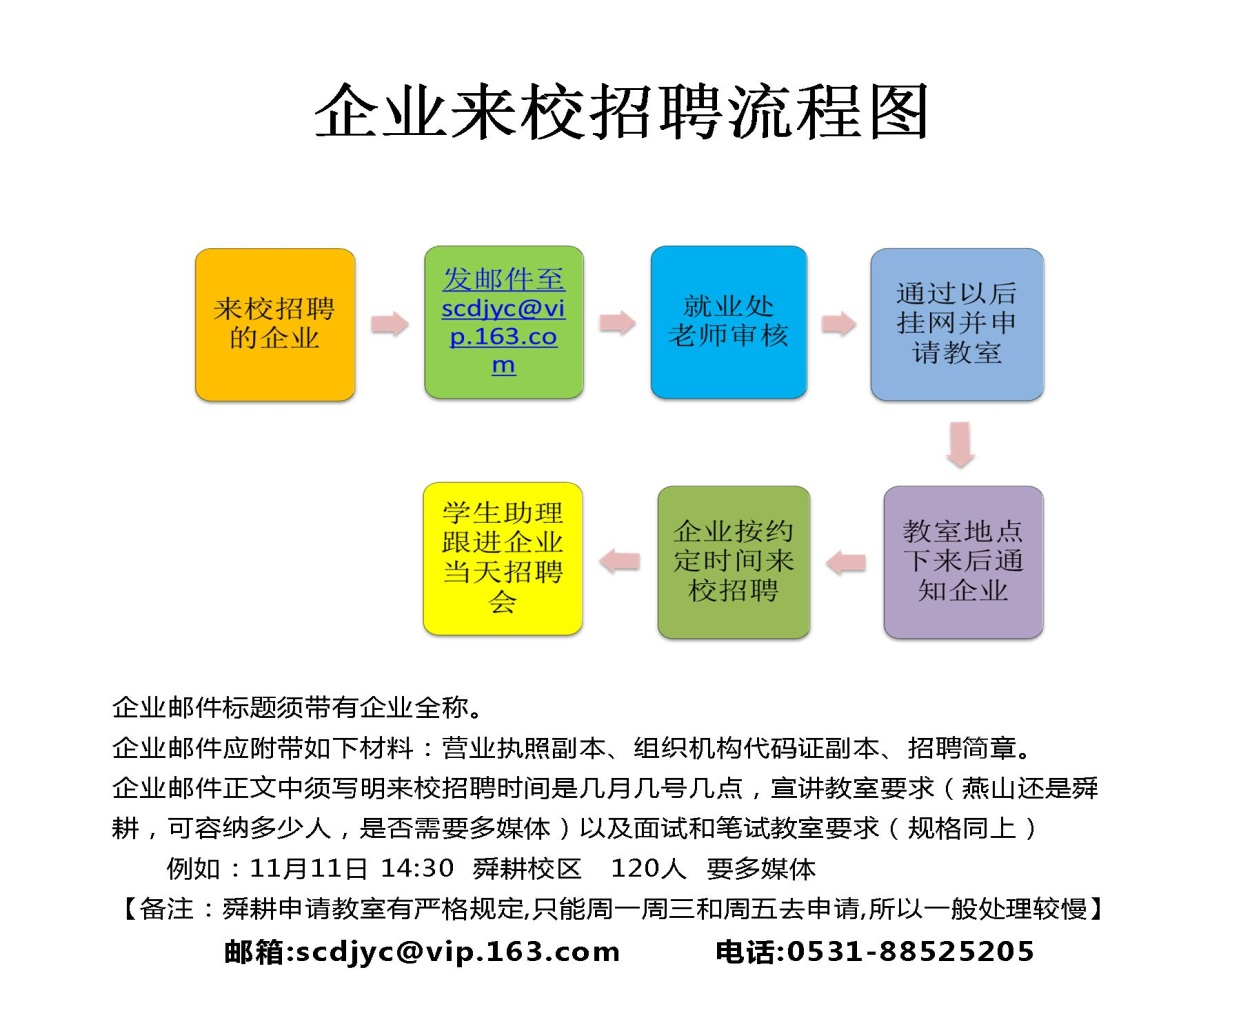 企业来校招聘流程图
来校招聘
的企业
发邮件至
scdjyc@vi
p.163.co
m
就业处
老师审核
通过以后
挂网并申
请教室
教室地点
下来后通
知企业
企业按约
定时间来
校招聘
学生助理
跟进企业
当天招聘
会
企业邮件标题须带有企业全称。
企业邮件应附带如下材料：营业执照副本、组织机构代码证副本、招聘简章。
企业邮件正文中须写明来校招聘时间是几月几号几点，宣讲教室要求（燕山还是舜
耕，可容纳多少人，是否需要多媒体）以及面试和笔试教室要求（规格同上）
例如：11月11日 14:30 舜耕校区 120人 要多媒体
【备注：舜耕申请教室有严格规定,只能周一周三和周五去申请,所以一般处理较慢】
邮箱:scdjyc@vip.163.com 电话:0531-88525205